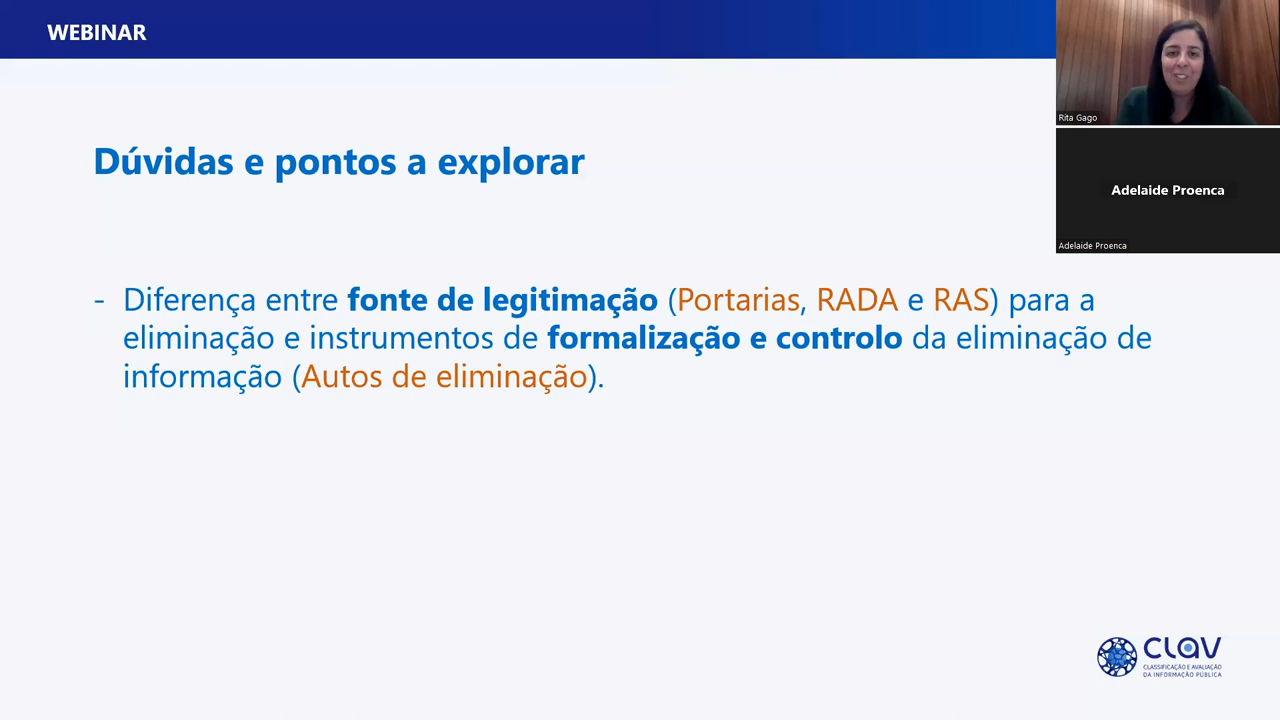 WEBINAR
Rita Gago
Adelaide Proenca
Adelaide Proenca
Dúvidas e pontos a explorar
- Diferença entre fonte de legitimação (Portarias, RADA e RAS) para a
eliminação e instrumentos de formalização e controlo da eliminação de
informação (Autos de eliminação).
CLAV
CLASSIFICAÇÃO E AVALIAÇÃO
DA INFORMAÇÃO PÚBLICA